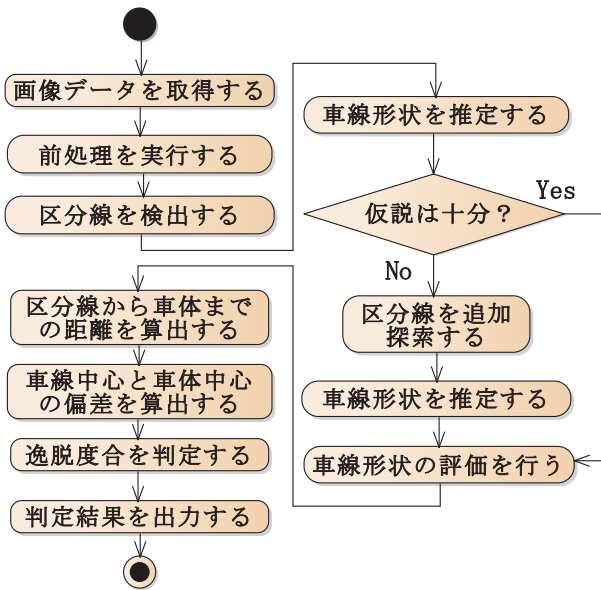 画像データを取得する
前処理を実行する
区分線を検出する
車線形状を推定する
仮説は十分？
Yes
No
区分線を追加
探索する
車線形状を推定する
車線形状の評価を行う
区分線から車体まで
の距離を算出する
車線中心と車体中心
の偏差を算出する
逸脱度合を判定する
判定結果を出力する